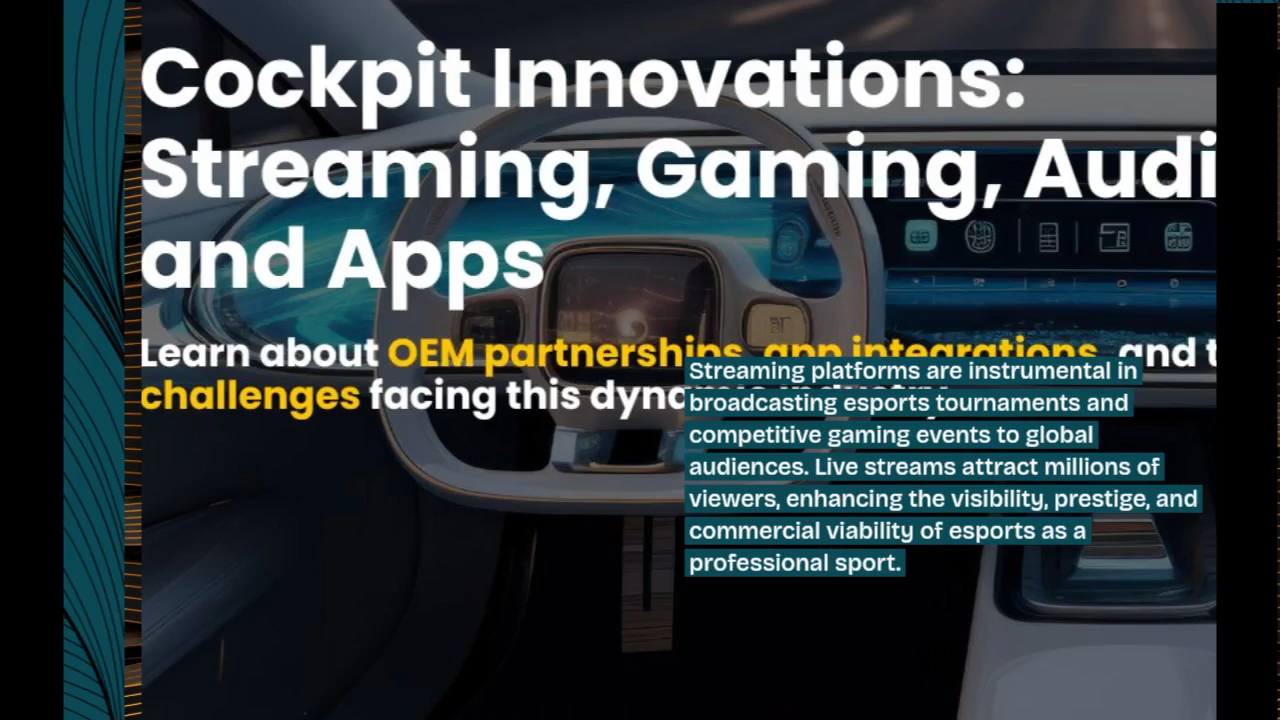 Cockpit Innovations:
Streaming, Gaming, Audi
and Apps
Learn about OEM partnerships, app integrations, and t
challenges facing this dynamic industry
Streaming platforms are instrumental in
broadcasting esports tournaments and
competitive gaming events to global
audiences. Live streams attract millions of
viewers, enhancing the visibility, prestige, and
commercial viability of esports as a
professional sport.